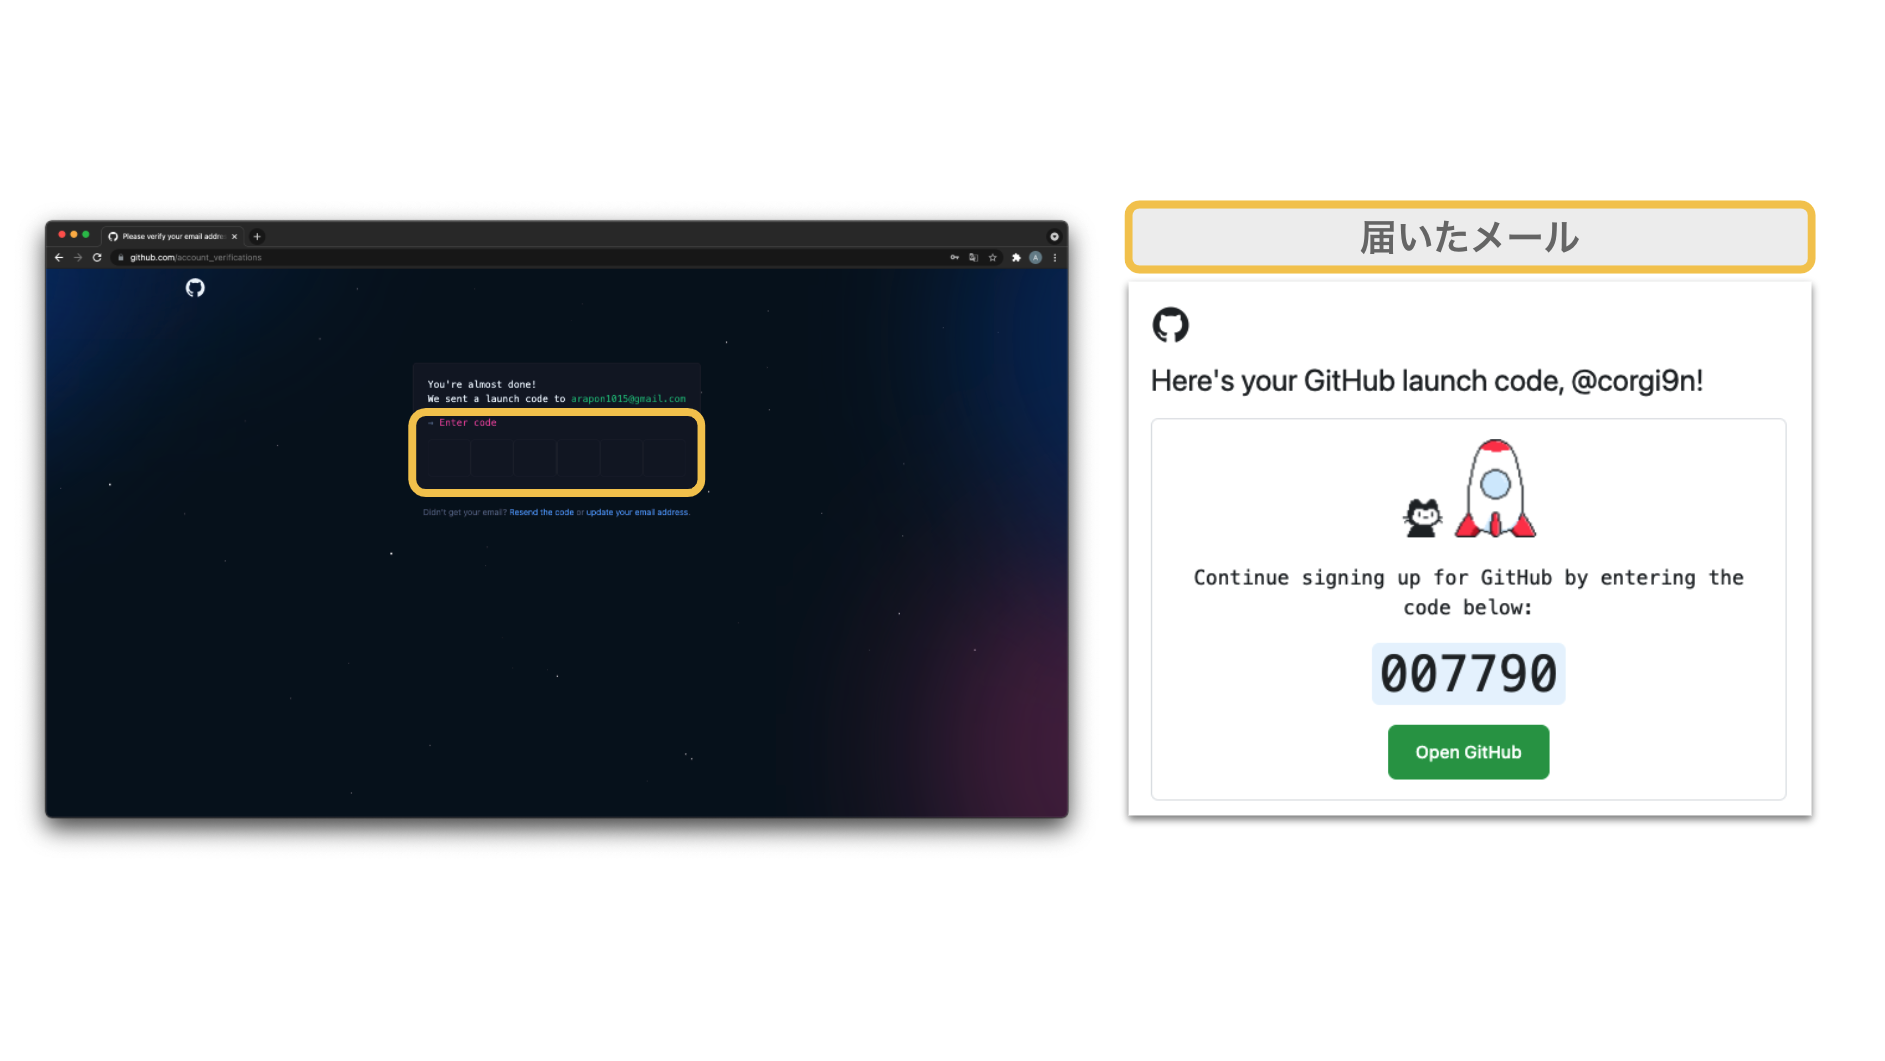 Please verify your email addre
github.com/account_verifications
You're almost done!
We sent a launch code to arapon1015@gmail.com
→ Enter code
Didn't get your email? Resend the code or update your email address.
届いたメール
Here's your GitHub launch code, @corgi9n!
Continue signing up for GitHub by entering the
code below:
007790
Open GitHub